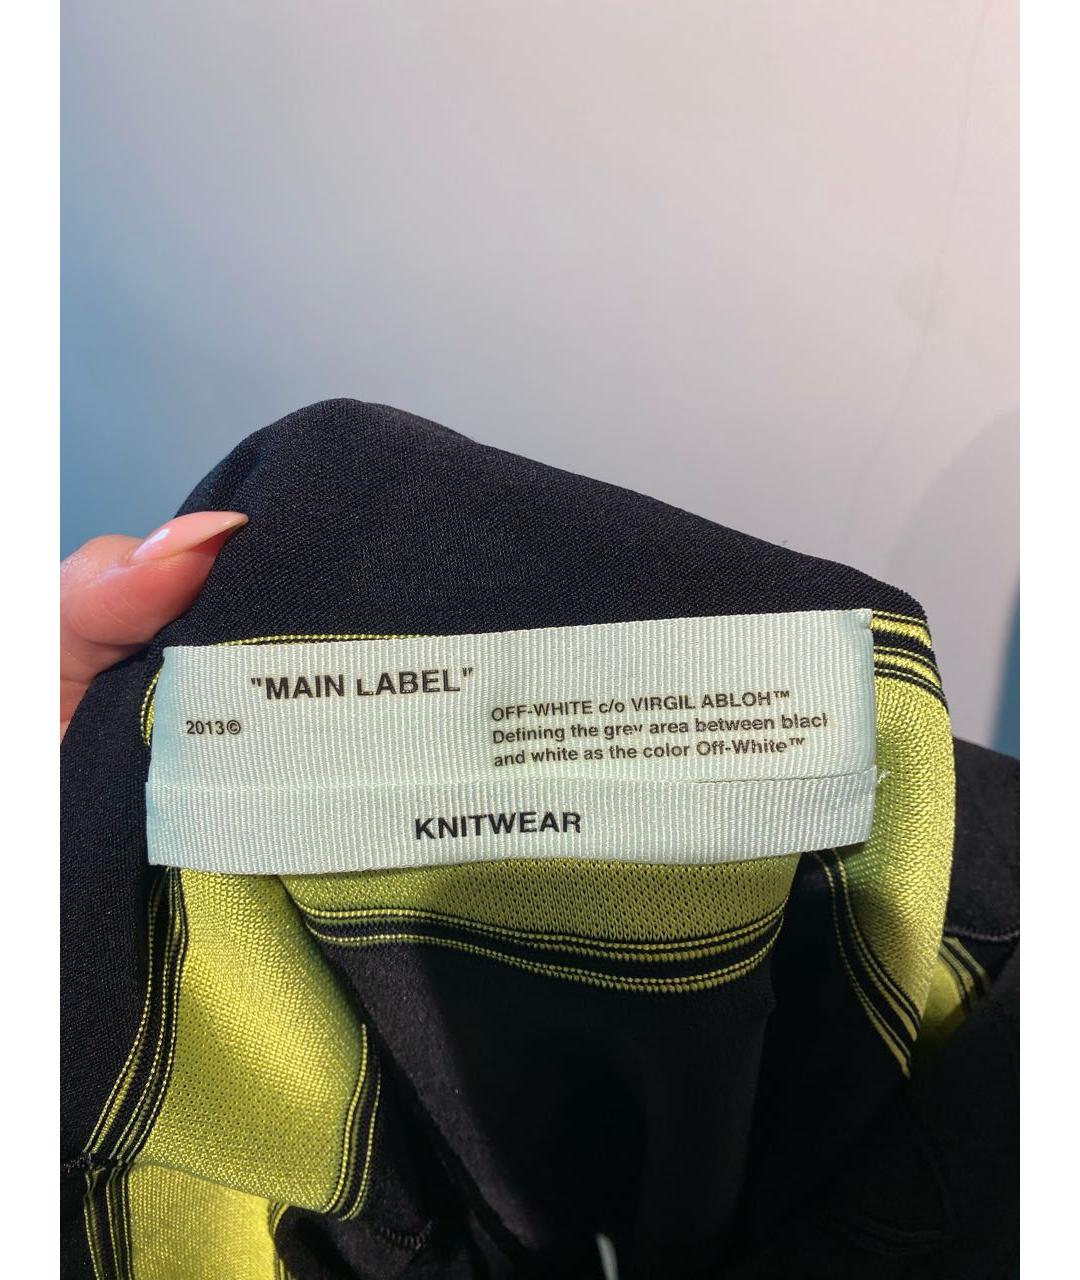 "MAIN LABEL"
2013©
OFF-WHITE c/o VIRGIL ABLOH™
Defining the grey area between black
and white as the color Off-White™
KNITWEAR